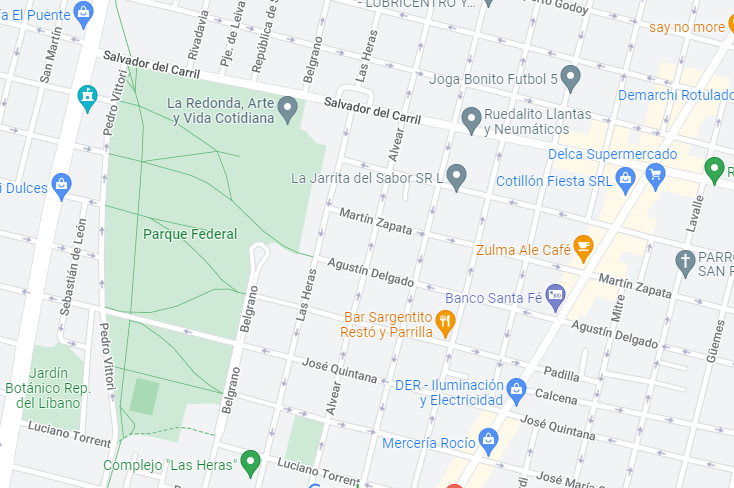 a El Puente
San Martín
Rivadavia
Pje. de Leiva
República de S
Belgrano
Las Heras
LUBRICENTRO Y...
to Godoy
say no more
Salvador del Carril
Joga Bonito Futbol 5
Demarchi Rotulado
Pedro Vittori
La Redonda, Arte
y Vida Cotidiana
Salvador del Carril
Ruedalito Llantas
y Neumáticos
Alvear
Delca Supermercado
La Jarrita del Sabor SR L
Cotillón Fiesta SRL
R
i Dulces
Lavalle
Sebastián de León
Parque Federal
Martín Zapata
Zulma Ale Café
PARRO
SAN R
Agustín Delgado
Martín Zapata
Las Heras
Belgrano
Banco Santa Fé
Mitre
Bar Sargentito
Restó y Parrilla
Agustín Delgado
Güemes
Pedro Vittori
José Quintana
Padilla
Jardín
Botánico Rep.
del Líbano
Belgrano
Alvear
DER - Iluminación
y Electricidad
Calcena
José Quintana
Luciano Torrent
Mercería Rocío
Complejo "Las Heras"
Luciano Torrent
José María